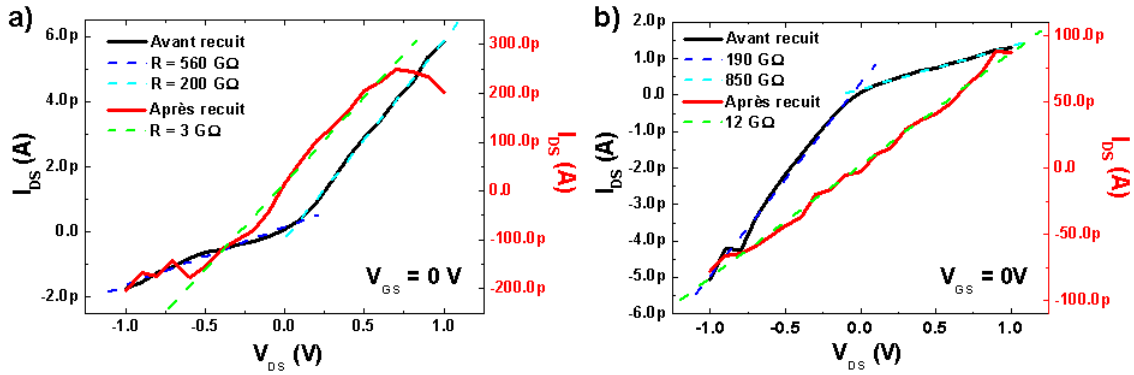 a)
6.0p
4.0p
2.0p
0.0
-2.0p
I_DS (A)
Avant recuit
R = 560 GΩ
R = 200 GΩ
Après recuit
R = 3 GΩ
V_GS = 0 V
300.0p
200.0p
100.0p
0.0
-100.0p
-200.0p
I_DS (A)
-1.0 -0.5 0.0 0.5 1.0
V_DS (V)
b)
2.0p
1.0p
0.0
-1.0p
-2.0p
-3.0p
-4.0p
-5.0p
-6.0p
I_DS (A)
Avant recuit
190 GΩ
850 GΩ
Après recuit
12 GΩ
V_GS = 0V
100.0p
50.0p
0.0
-50.0p
-100.0p
I_DS (A)
-1.0 -0.5 0.0 0.5 1.0
V_DS (V)